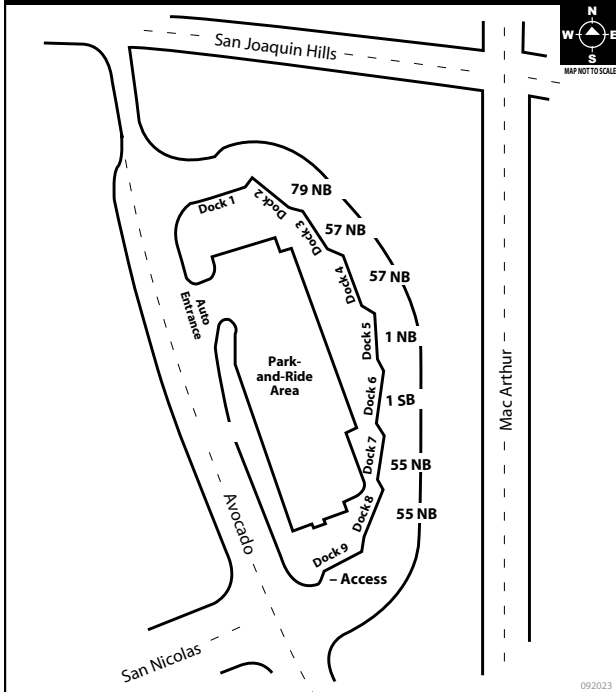 N
W E
S
MAP NOT TO SCALE
San Joaquin Hills
79 NB
Dock 1
Dock 2
57 NB
Dock 3
57 NB
Dock 4
Auto
Entrance
1 NB
Dock 5
Park-
and-Ride
Area
Mac Arthur
1 SB
Dock 6
55 NB
Dock 7
55 NB
Dock 8
Avocado
Dock 9
– Access
San Nicolas
092023